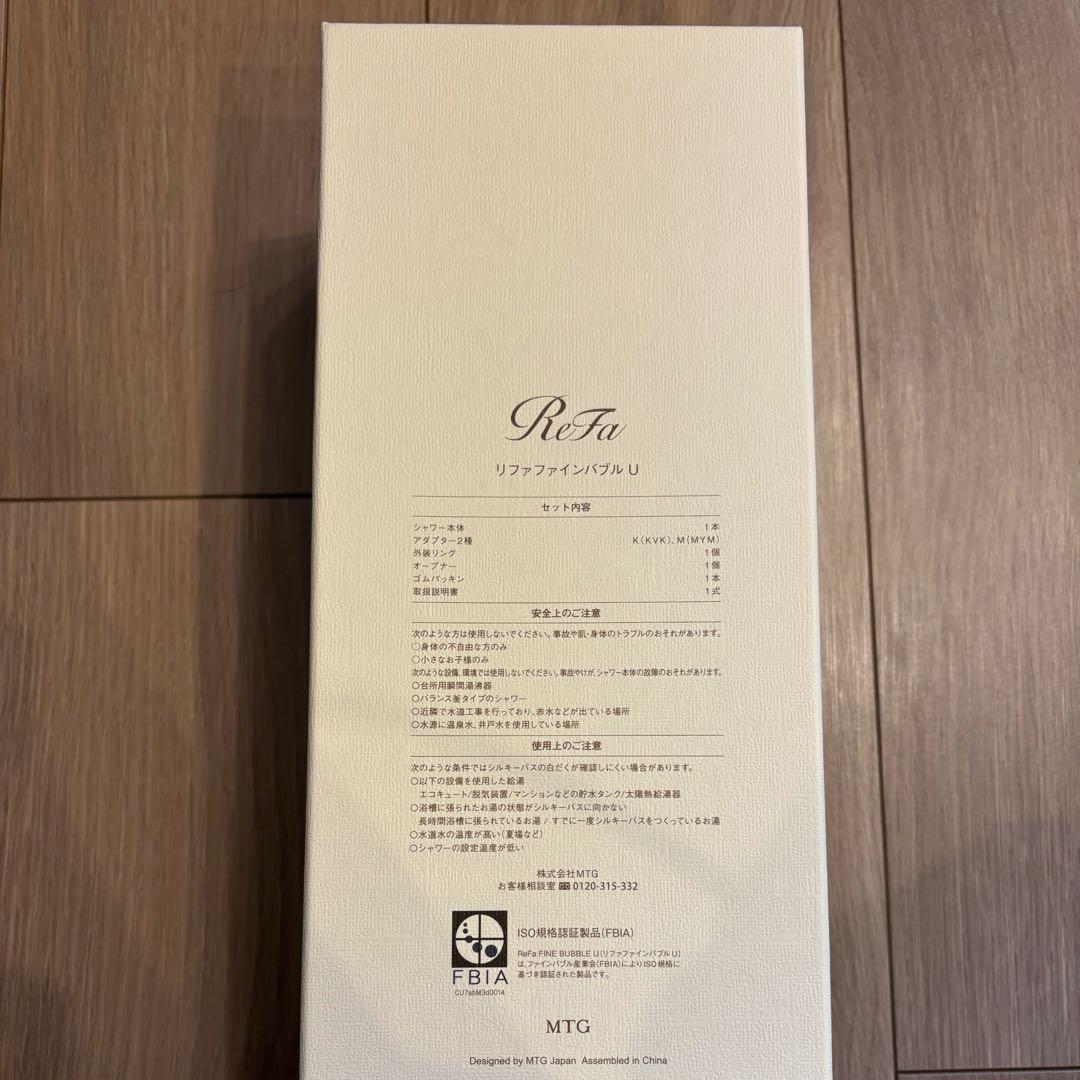 ReFa
リファファインバブル U
セット内容
シャワー本体 1本
アダプター2種 K(KVK)、M(MYM)
外装リング 1個
オープナー 1個
ゴムパッキン 1本
取扱説明書 1式
安全上のご注意
次のような方は使用しないでください。事故や肌・身体のトラブルのおそれがあります。
○身体の不自由な方のみ
○小さなお子様のみ
次のような設備、環境では使用しないでください。事故やけが、シャワー本体の故障のおそれがあります。
○台所用瞬間湯沸器
○バランス釜タイプのシャワー
○近隣で水道工事を行っており、赤水などが出ている場所
○水源に温泉水、井戸水を使用している場所
使用上のご注意
次のような条件ではシルキーバスの白だくが確認しにくい場合があります。
○以下の設備を使用した給湯
エコキュート/脱気装置/マンションなどの貯水タンク/太陽熱給湯器
○浴槽に張られたお湯の状態がシルキーバスに向かない
長時間浴槽に張られているお湯 / すでに一度シルキーバスをつくっているお湯
○水道水の温度が高い(夏場など)
○シャワーの設定温度が低い
株式会社MTG
お客様相談室 0120-315-332
FBIA
CU7abM3d0014
ISO規格認証製品(FBIA)
ReFa FINE BUBBLE U(リファファインバブル U)
は、ファインバブル産業会(FBIA)によりISO規格に
基づき認証された製品です。
MTG
Designed by MTG Japan Assembled in China